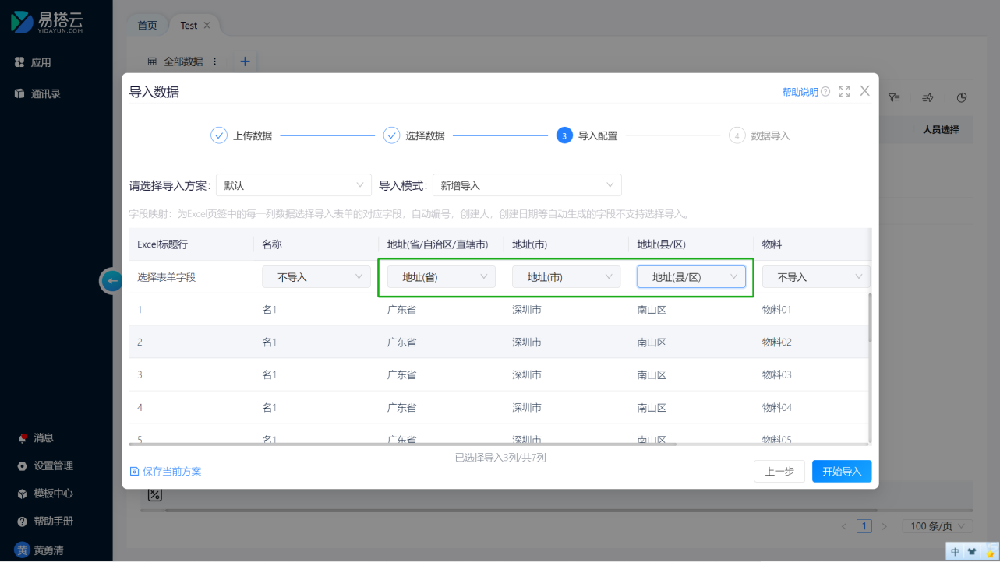 易搭云
YIDAYUN.COM
首页
Test
应用
全部数据
通讯录
导入数据
帮助说明
人员选择
上传数据
选择数据
3 导入配置
4 数据导入
请选择导入方案: 默认 导入模式: 新增导入
字段映射：为Excel页签中的每一列数据选择导入表单的对应字段，自动编号，创建人，创建日期等自动生成的字段不支持选择导入。
Excel标题行 名称 地址(省/自治区/直辖市) 地址(市) 地址(县/区) 物料
选择表单字段 不导入 地址(省) 地址(市) 地址(县/区) 不导入
1 名1 广东省 深圳市 南山区 物料01
2 名1 广东省 深圳市 南山区 物料02
3 名1 广东省 深圳市 南山区 物料03
4 名1 广东省 深圳市 南山区 物料04
5 名1 广东省 深圳市 南山区 物料05
已选择导入3列/共7列
保存当前方案
上一步
开始导入
消息
设置管理
模板中心
帮助手册
黄 黄勇清
1
100 条/页
中